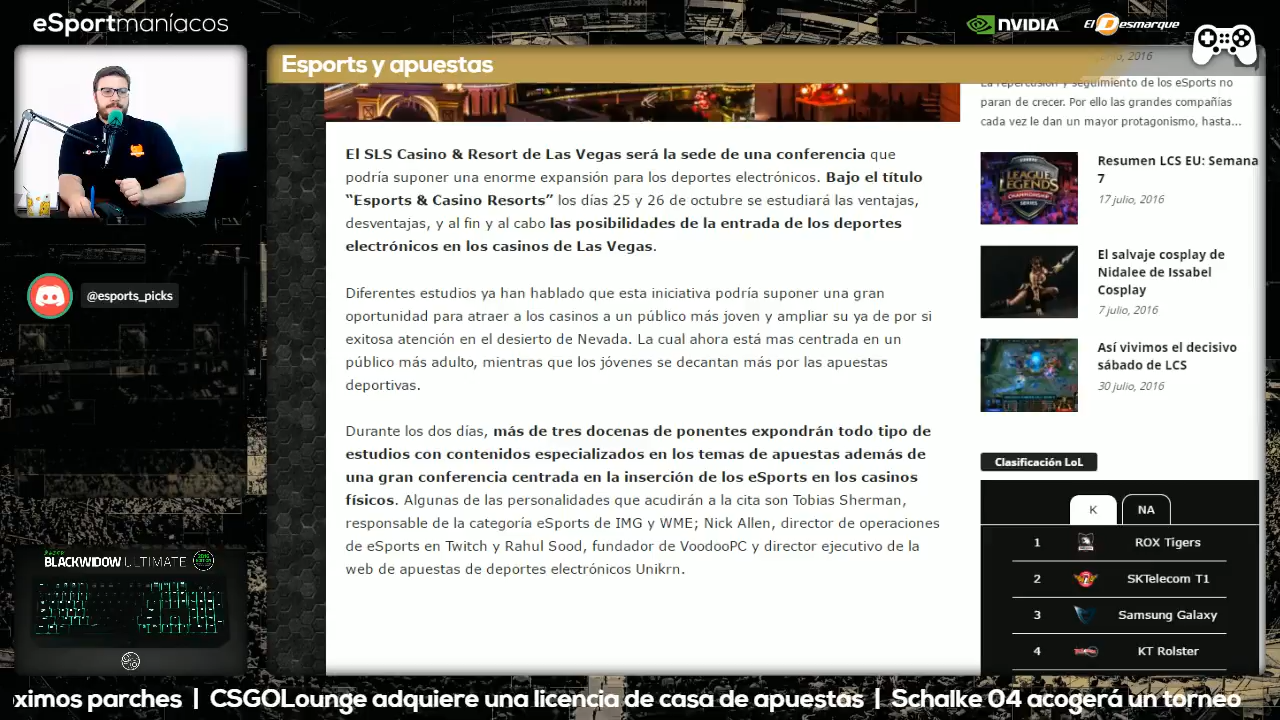 eSportmaníacos
NVIDIA
El Desmarque
Esports y apuestas
@esports_picks
BLACKWIDOW ULTIMATE
El SLS Casino & Resort de Las Vegas será la sede de una conferencia que
podría suponer una enorme expansión para los deportes electrónicos. Bajo el título
“Esports & Casino Resorts” los días 25 y 26 de octubre se estudiará las ventajas,
desventajas, y al fin y al cabo las posibilidades de la entrada de los deportes
electrónicos en los casinos de Las Vegas.
Diferentes estudios ya han hablado que esta iniciativa podría suponer una gran
oportunidad para atraer a los casinos a un público más joven y ampliar su ya de por si
exitosa atención en el desierto de Nevada. La cual ahora está mas centrada en un
público más adulto, mientras que los jóvenes se decantan más por las apuestas
deportivas.
Durante los dos días, más de tres docenas de ponentes expondrán todo tipo de
estudios con contenidos especializados en los temas de apuestas además de
una gran conferencia centrada en la inserción de los eSports en los casinos
físicos. Algunas de las personalidades que acudirán a la cita son Tobias Sherman,
responsable de la categoría eSports de IMG y WME; Nick Allen, director de operaciones
de eSports en Twitch y Rahul Sood, fundador de VoodooPC y director ejecutivo de la
web de apuestas de deportes electrónicos Unikrn.
2016
La repercusión y seguimiento de los eSports no
paran de crecer. Por ello las grandes compañías
cada vez le dan un mayor protagonismo, hasta...
LEAGUE
LEGENDS
Resumen LCS EU: Semana
7
17 julio, 2016
El salvaje cosplay de
Nidalee de Issabel
Cosplay
7 julio, 2016
Así vivimos el decisivo
sábado de LCS
30 julio, 2016
Clasificación LoL
K
NA
1 ROX Tigers
2 SKTelecom T1
3 Samsung Galaxy
4 KT Rolster
óximos parches | CSGOLounge adquiere una licencia de casa de apuestas | Schalke 04 acogerá un torneo